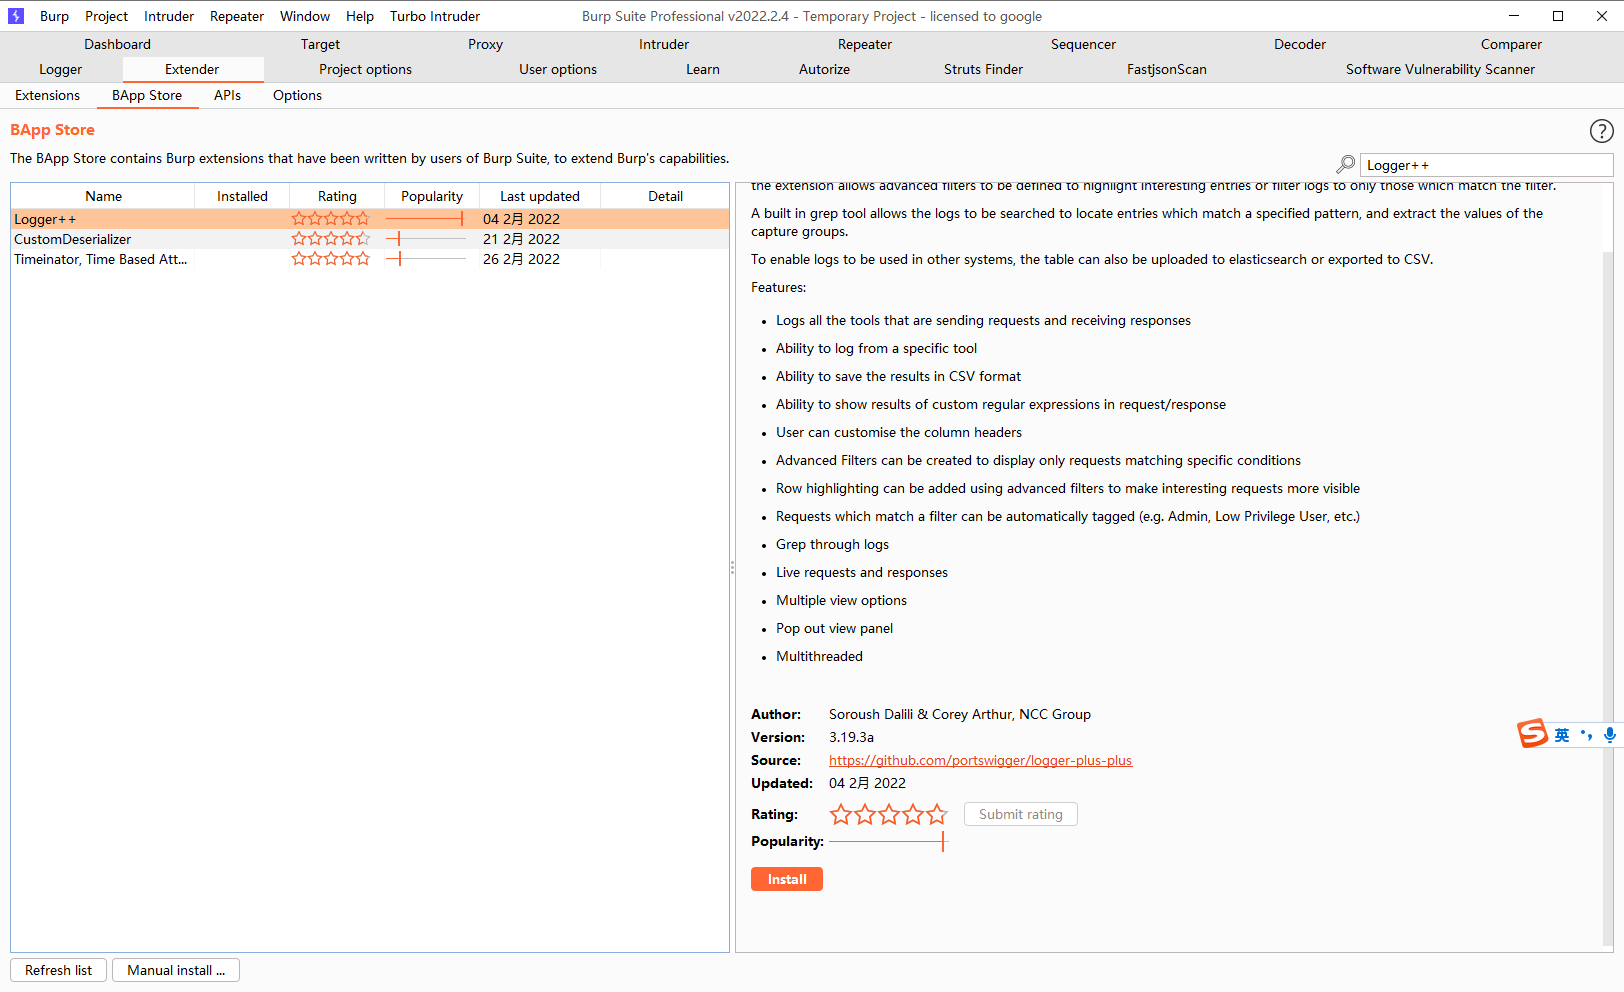 Burp Project Intruder Repeater Window Help Turbo Intruder Burp Suite Professional v2022.2.4 - Temporary Project - licensed to google
Dashboard Target Proxy Intruder Repeater Sequencer Decoder Comparer
Logger Extender Project options User options Learn Autorize Struts Finder FastjsonScan Software Vulnerability Scanner
Extensions BApp Store APIs Options
BApp Store
The BApp Store contains Burp extensions that have been written by users of Burp Suite, to extend Burp's capabilities.
Logger++
Name Installed Rating Popularity Last updated Detail
Logger++ 04 2月 2022
CustomDeserializer 21 2月 2022
Timeinator, Time Based Att... 26 2月 2022
the extension allows advanced filters to be defined to highlight interesting entries or filter logs to only those which match the filter.
A built in grep tool allows the logs to be searched to locate entries which match a specified pattern, and extract the values of the
capture groups.
To enable logs to be used in other systems, the table can also be uploaded to elasticsearch or exported to CSV.
Features:
• Logs all the tools that are sending requests and receiving responses
• Ability to log from a specific tool
• Ability to save the results in CSV format
• Ability to show results of custom regular expressions in request/response
• User can customise the column headers
• Advanced Filters can be created to display only requests matching specific conditions
• Row highlighting can be added using advanced filters to make interesting requests more visible
• Requests which match a filter can be automatically tagged (e.g. Admin, Low Privilege User, etc.)
• Grep through logs
• Live requests and responses
• Multiple view options
• Pop out view panel
• Multithreaded
Author: Soroush Dalili & Corey Arthur, NCC Group
Version: 3.19.3a
Source: https://github.com/portswigger/logger-plus-plus
Updated: 04 2月 2022
Rating: Submit rating
Popularity:
Install
英
Refresh list Manual install ...